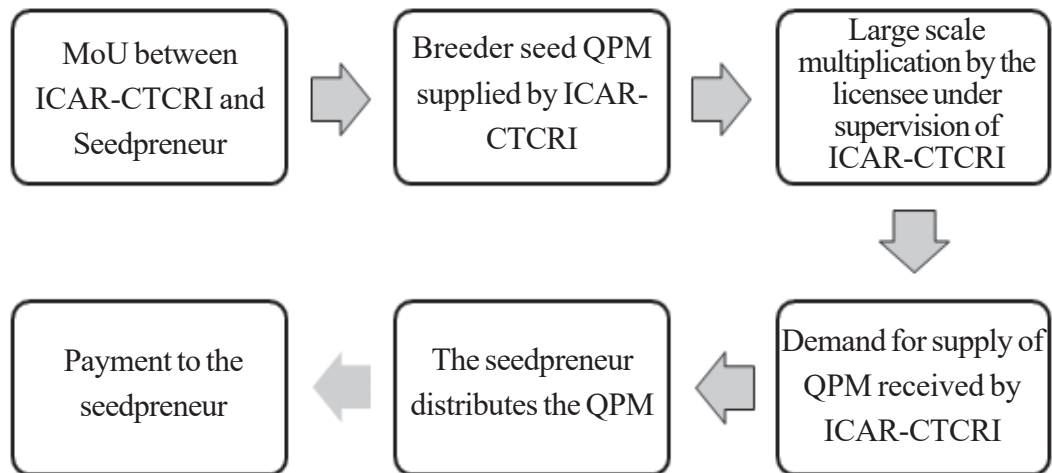 MoU between
ICAR-CTCRI and
Seedpreneur
Breeder seed QPM
supplied by ICAR-
CTCRI
Large scale
multiplication by the
licensee under
supervision of
ICAR-CTCRI
Demand for supply of
QPM received by
ICAR-CTCRI
The seedpreneur
distributes the QPM
Payment to the
seedpreneur